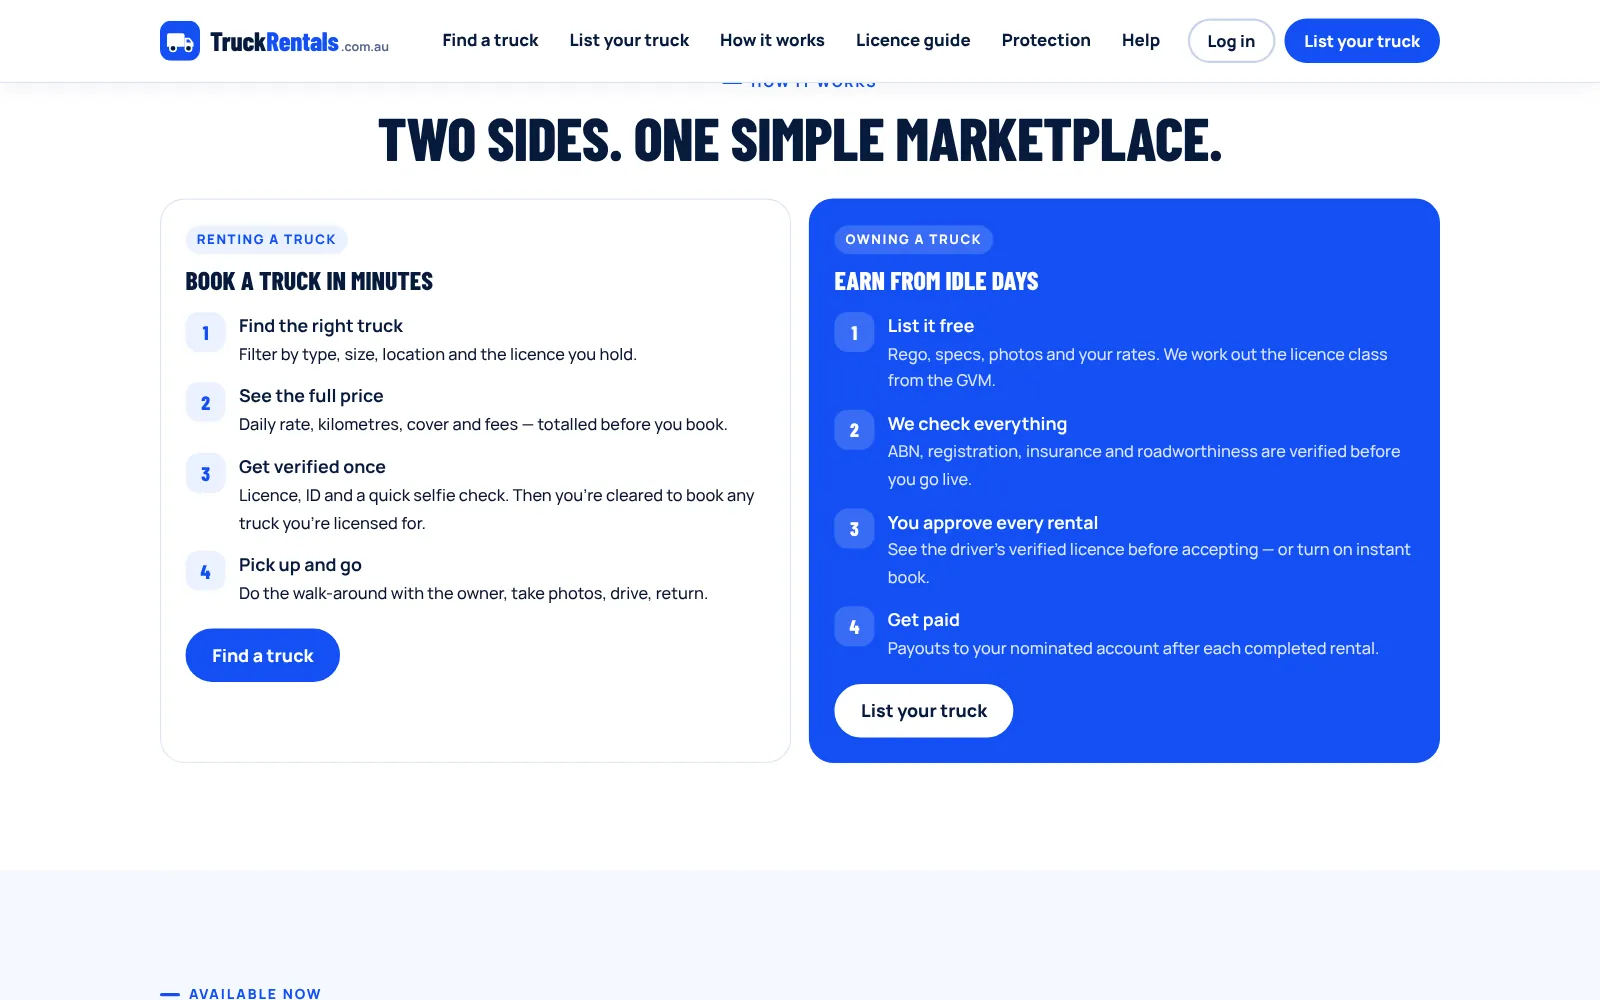 TruckRentals.com.au
Find a truck
List your truck
How it works
Licence guide
Protection
Help
Log in
List your truck
HOW IT WORKS
TWO SIDES. ONE SIMPLE MARKETPLACE.
RENTING A TRUCK
BOOK A TRUCK IN MINUTES
1
Find the right truck
Filter by type, size, location and the licence you hold.
2
See the full price
Daily rate, kilometres, cover and fees — totalled before you book.
3
Get verified once
Licence, ID and a quick selfie check. Then you're cleared to book any
truck you're licensed for.
4
Pick up and go
Do the walk-around with the owner, take photos, drive, return.
Find a truck
OWNING A TRUCK
EARN FROM IDLE DAYS
1
List it free
Rego, specs, photos and your rates. We work out the licence class
from the GVM.
2
We check everything
ABN, registration, insurance and roadworthiness are verified before
you go live.
3
You approve every rental
See the driver's verified licence before accepting — or turn on instant
book.
4
Get paid
Payouts to your nominated account after each completed rental.
List your truck
AVAILABLE NOW